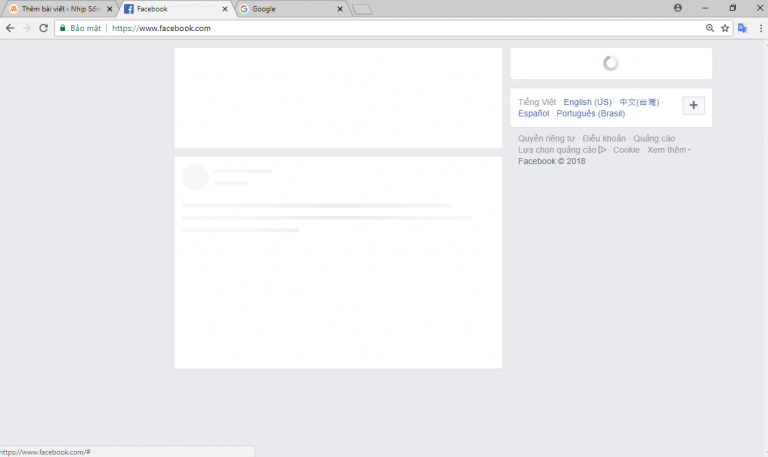 Thêm bài viết ‹ Nhịp Sốn
Facebook
Google
Bảo mật
https://www.facebook.com
Tiếng Việt · English (US) · 中文(台灣) ·
Español · Português (Brasil)
Quyền riêng tư · Điều khoản · Quảng cáo ·
Lựa chọn quảng cáo · Cookie · Xem thêm
Facebook © 2018
https://www.facebook.com/#